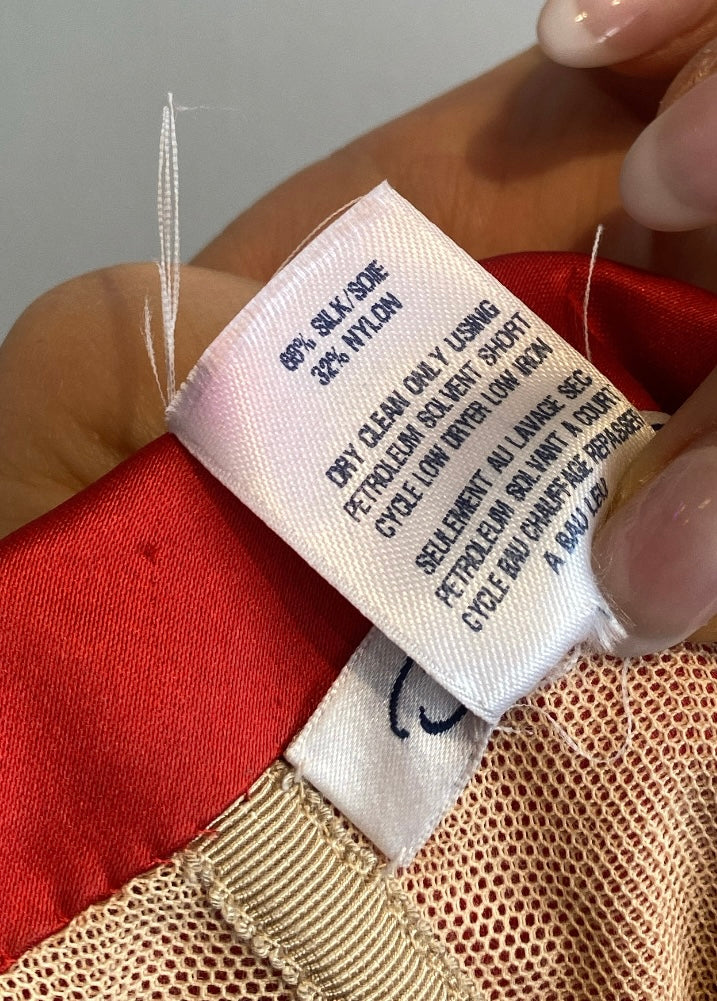 68% SILK/SOIE
32% NYLON
DRY CLEAN ONLY USING
PETROLEUM SOLVENT SHORT
CYCLE LOW DRYER LOW IRON
SEULEMENT AU LAVAGE SEC
PETROLEUM SOLVANT A COURT
CYCLE BAU CHAUFFAGE REPASSER
A BAU LEU